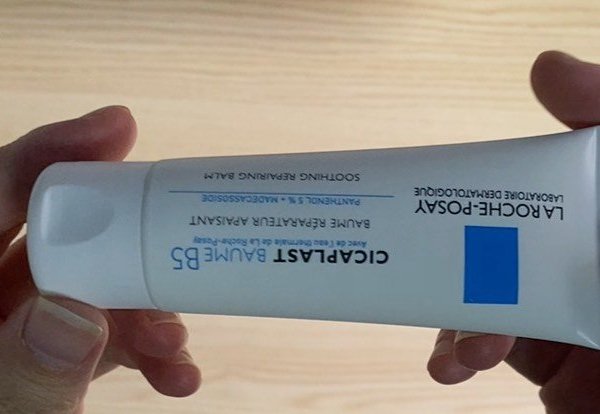 LA ROCHE-POSAY
LABORATOIRE DERMATOLOGIQUE
CICAPLAST BAUME B5
Avec de l'eau thermale de La Roche-Posay
BAUME RÉPARATEUR APAISANT
PANTHENOL 5 % + MADECASSOSIDE
SOOTHING REPAIRING BALM